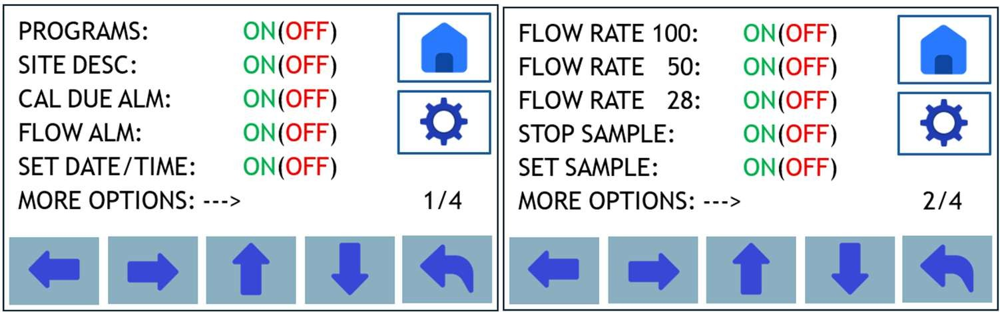 PROGRAMS: ON(OFF)
SITE DESC: ON(OFF)
CAL DUE ALM: ON(OFF)
FLOW ALM: ON(OFF)
SET DATE/TIME: ON(OFF)
MORE OPTIONS: ---> 1/4
FLOW RATE 100: ON(OFF)
FLOW RATE 50: ON(OFF)
FLOW RATE 28: ON(OFF)
STOP SAMPLE: ON(OFF)
SET SAMPLE: ON(OFF)
MORE OPTIONS: ---> 2/4